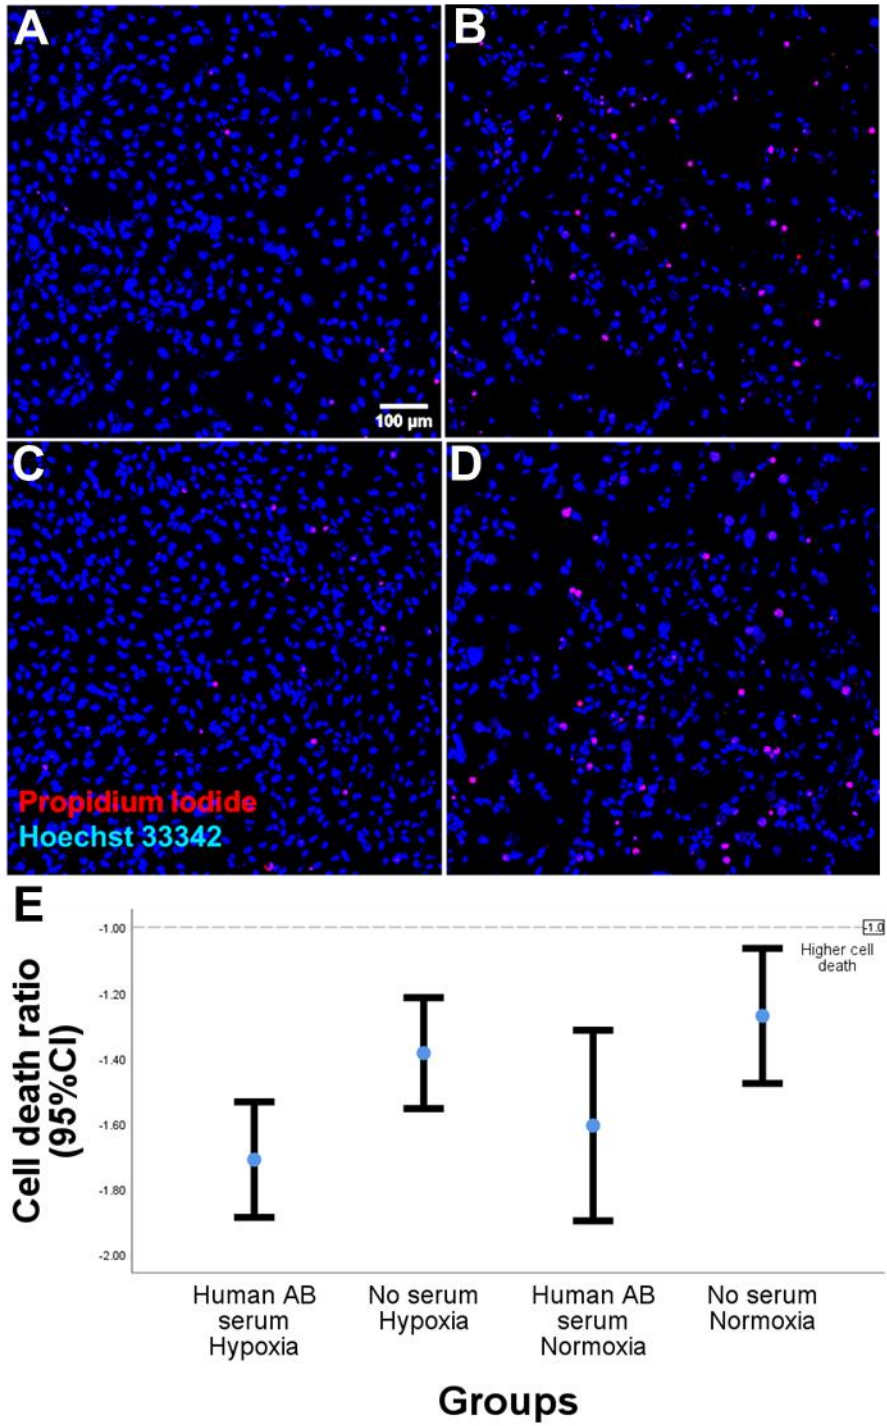 A
B
100 µm
C
D
Propidium Iodide
Hoechst 33342
E
-1.00
-1.0
Higher cell
death
-1.20
-1.40
-1.60
-1.80
-2.00
Cell death ratio
(95%CI)
Human AB
serum
Hypoxia
No serum
Hypoxia
Human AB
serum
Normoxia
No serum
Normoxia
Groups